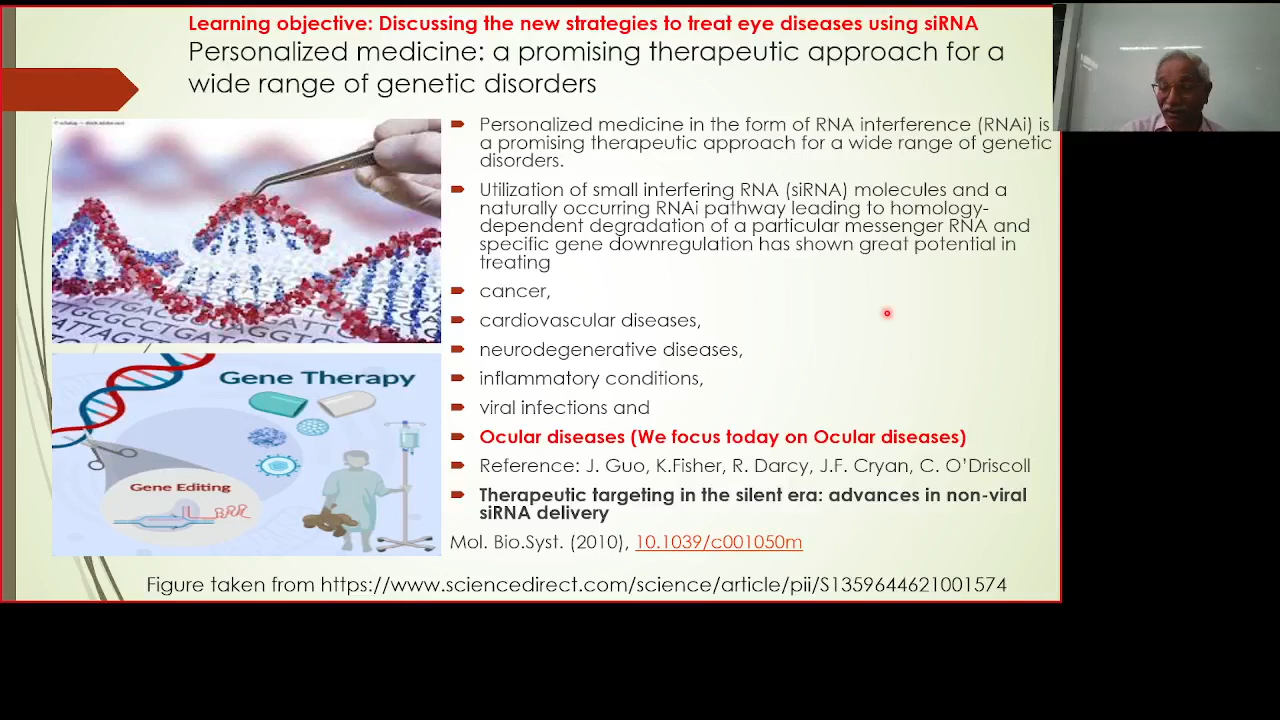 Learning objective: Discussing the new strategies to treat eye diseases using siRNA
Personalized medicine: a promising therapeutic approach for a
wide range of genetic disorders
Personalized medicine in the form of RNA interference (RNAi) is
a promising therapeutic approach for a wide range of genetic
disorders.
Utilization of small interfering RNA (siRNA) molecules and a
naturally occurring RNAi pathway leading to homology-
dependent degradation of a particular messenger RNA and
specific gene downregulation has shown great potential in
treating
cancer,
cardiovascular diseases,
neurodegenerative diseases,
inflammatory conditions,
viral infections and
Ocular diseases (We focus today on Ocular diseases)
Reference: J. Guo, K.Fisher, R. Darcy, J.F. Cryan, C. O’Driscoll
Therapeutic targeting in the silent era: advances in non-viral
siRNA delivery
Mol. Bio.Syst. (2010), 10.1039/c001050m
Gene Therapy
Gene Editing
Figure taken from https://www.sciencedirect.com/science/article/pii/S1359644621001574